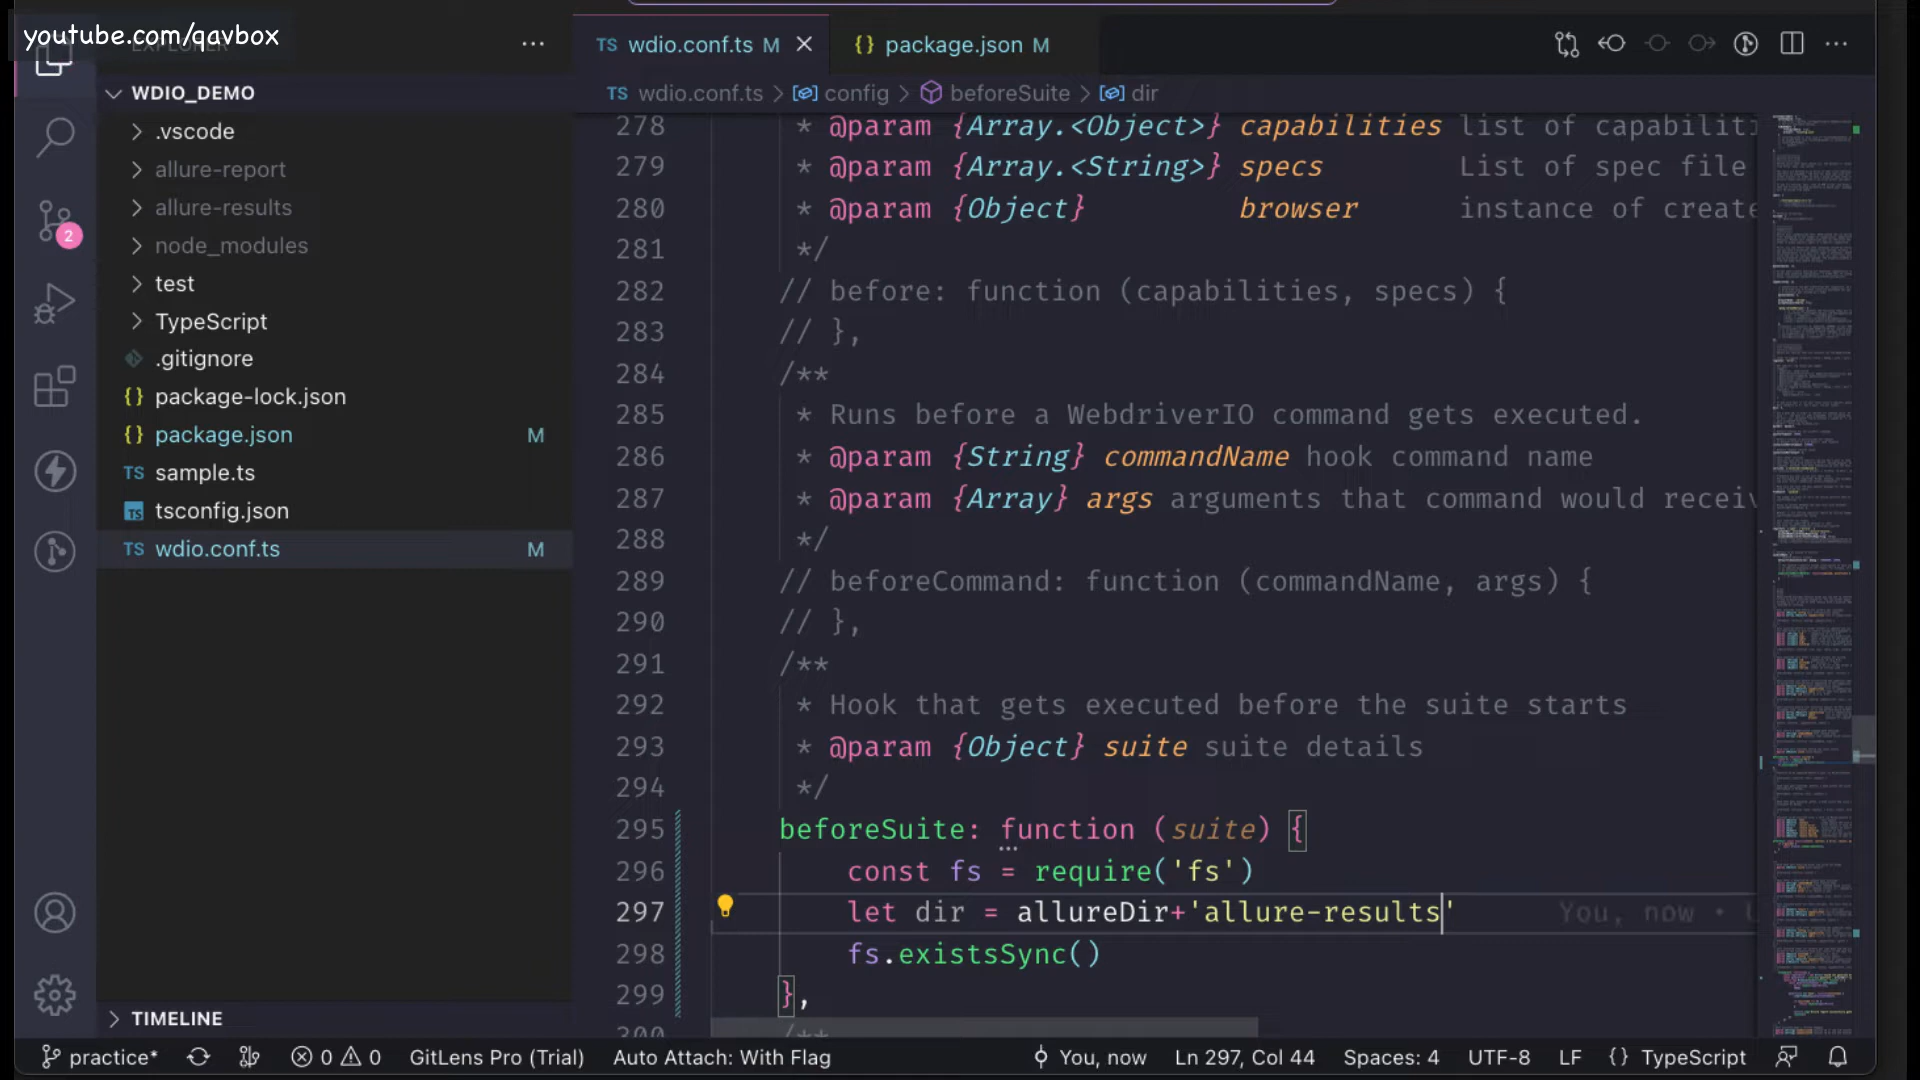 youtube.com/qavbox
TS wdio.conf.ts M
{} package.json M
WDIO_DEMO
.vscode
allure-report
allure-results
node_modules
test
TypeScript
.gitignore
{} package-lock.json
{} package.json M
TS sample.ts
TS tsconfig.json
TS wdio.conf.ts M
TIMELINE
2
TS wdio.conf.ts > config > beforeSuite > dir
278 * @param {Array.<Object>} capabilities list of capabiliti
279 * @param {Array.<String>} specs List of spec file
280 * @param {Object} browser instance of create
281 */
282 // before: function (capabilities, specs) {
283 // },
284 /**
285 * Runs before a WebdriverIO command gets executed.
286 * @param {String} commandName hook command name
287 * @param {Array} args arguments that command would receiv
288 */
289 // beforeCommand: function (commandName, args) {
290 // },
291 /**
292 * Hook that gets executed before the suite starts
293 * @param {Object} suite suite details
294 */
295 beforeSuite: function (suite) {
296 const fs = require('fs')
297 let dir = allureDir+'allure-results' You, now •
298 fs.existsSync()
299 },
300 /**
practice* 0 0 GitLens Pro (Trial) Auto Attach: With Flag You, now Ln 297, Col 44 Spaces: 4 UTF-8 LF {} TypeScript